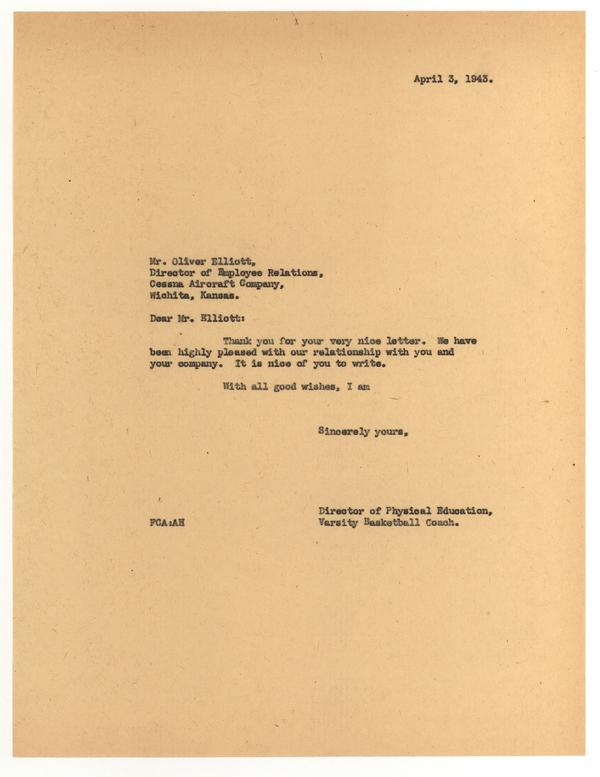 April 3, 1943.
Mr. Oliver Elliott,
Director of Employee Relations,
Cessna Aircraft Company,
Wichita, Kansas.
Dear Mr. Elliott:
Thank you for your very nice letter. We have
been highly pleased with our relationship with you and
your company. It is nice of you to write.
With all good wishes, I am
Sincerely yours,
Director of Physical Education,
FCA:AH Varsity Basketball Coach.